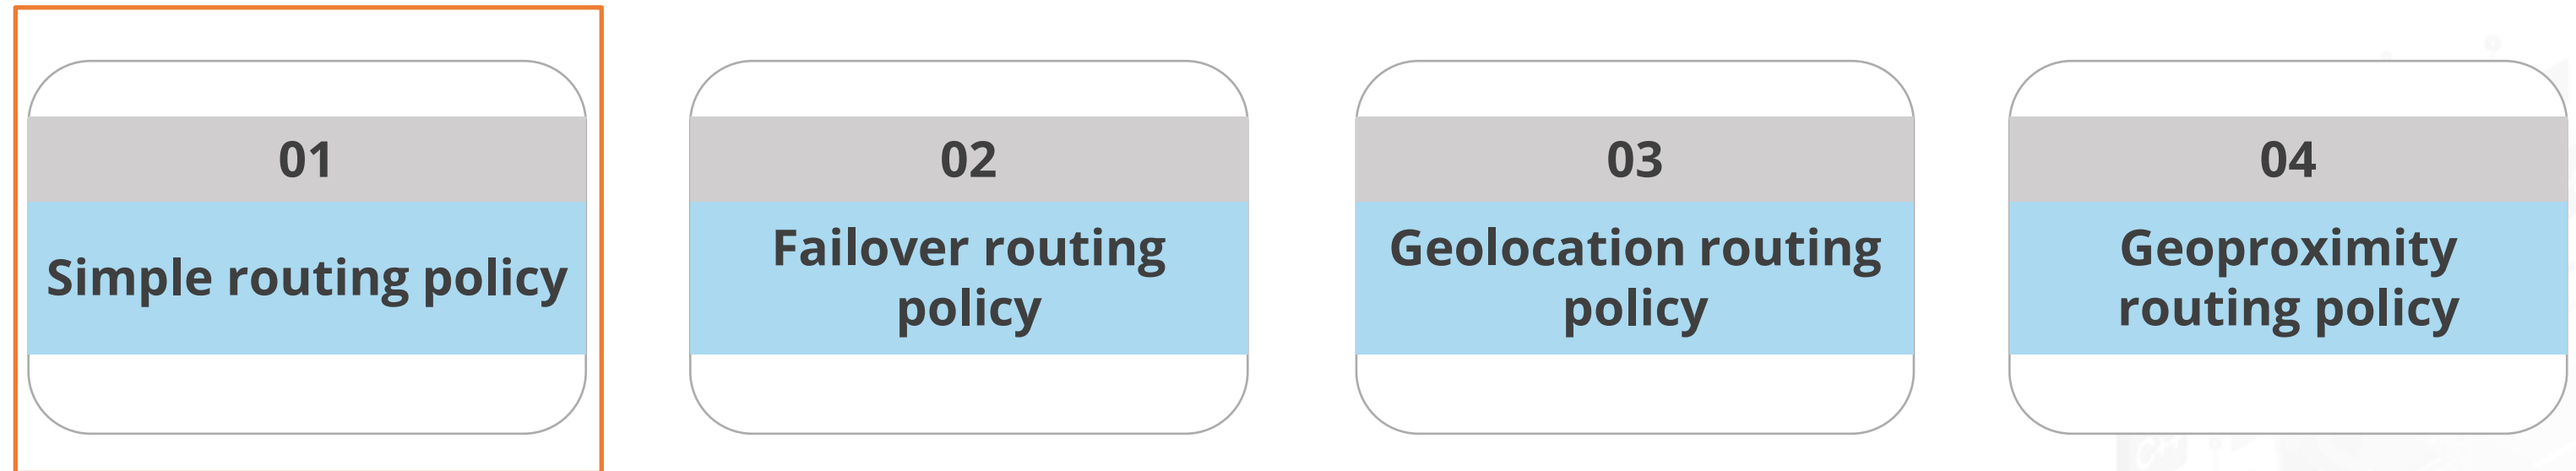 01
Simple routing policy
02
Failover routing
policy
03
Geolocation routing
policy
04
Geoproximity
routing policy